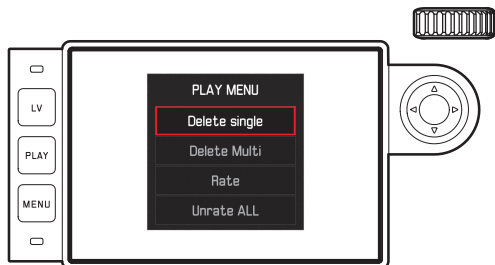 LV
PLAY
MENU
PLAY MENU
Delete single
Delete Multi
Rate
Unrate ALL